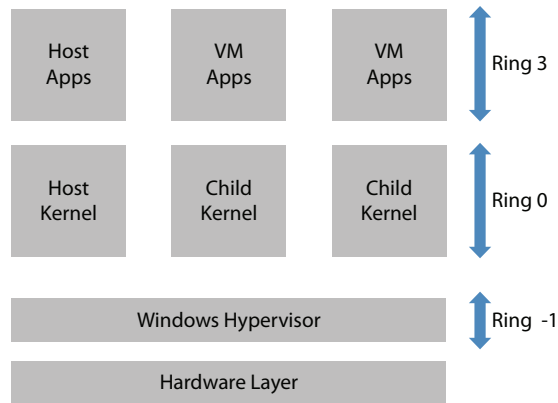 Host
Apps
VM
Apps
VM
Apps
Ring 3
Host
Kernel
Child
Kernel
Child
Kernel
Ring 0
Windows Hypervisor
Ring -1
Hardware Layer